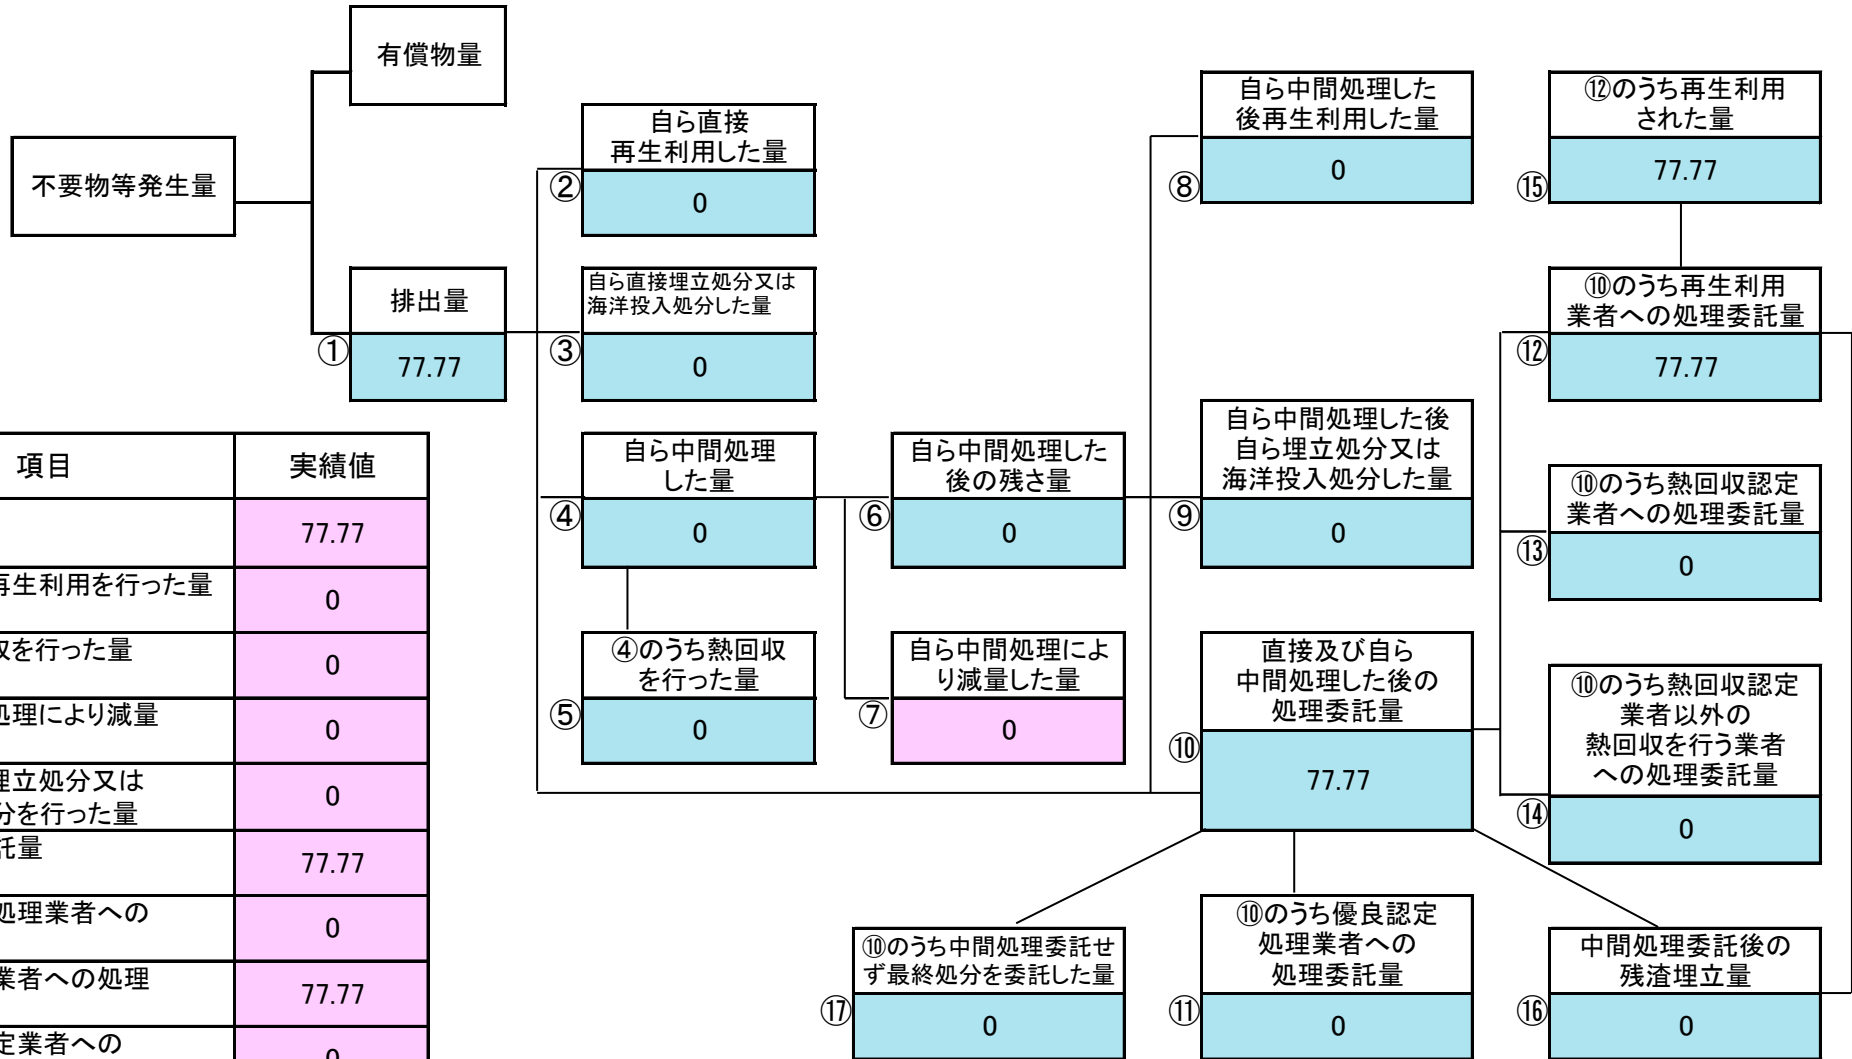 有償物量
不要物等発生量
排出量
①
77.77
自ら直接
再生利用した量
②
0
自ら直接埋立処分又は
海洋投入処分した量
③
0
自ら中間処理
した量
④
0
④のうち熱回収
を行った量
⑤
0
自ら中間処理した
後の残さ量
⑥
0
自ら中間処理によ
り減量した量
⑦
0
自ら中間処理した
後再生利用した量
⑧
0
自ら中間処理した後
自ら埋立処分又は
海洋投入処分した量
⑨
0
直接及び自ら
中間処理した後の
処理委託量
⑩
77.77
⑫のうち再生利用
された量
⑮
77.77
⑩のうち再生利用
業者への処理委託量
⑫
77.77
⑩のうち熱回収認定
業者への処理委託量
⑬
0
⑩のうち熱回収認定
業者以外の
熱回収を行う業者
への処理委託量
⑭
0
⑩のうち中間処理委託せ
ず最終処分を委託した量
⑰
0
⑩のうち優良認定
処理業者への
処理委託量
⑪
0
中間処理委託後の
残渣埋立量
⑯
0
項目 実績値
77.77
再生利用を行った量 0
を行った量 0
処理により減量 0
埋立処分又は
分を行った量 0
託量 77.77
処理業者への 0
業者への処理 77.77
定業者への 0